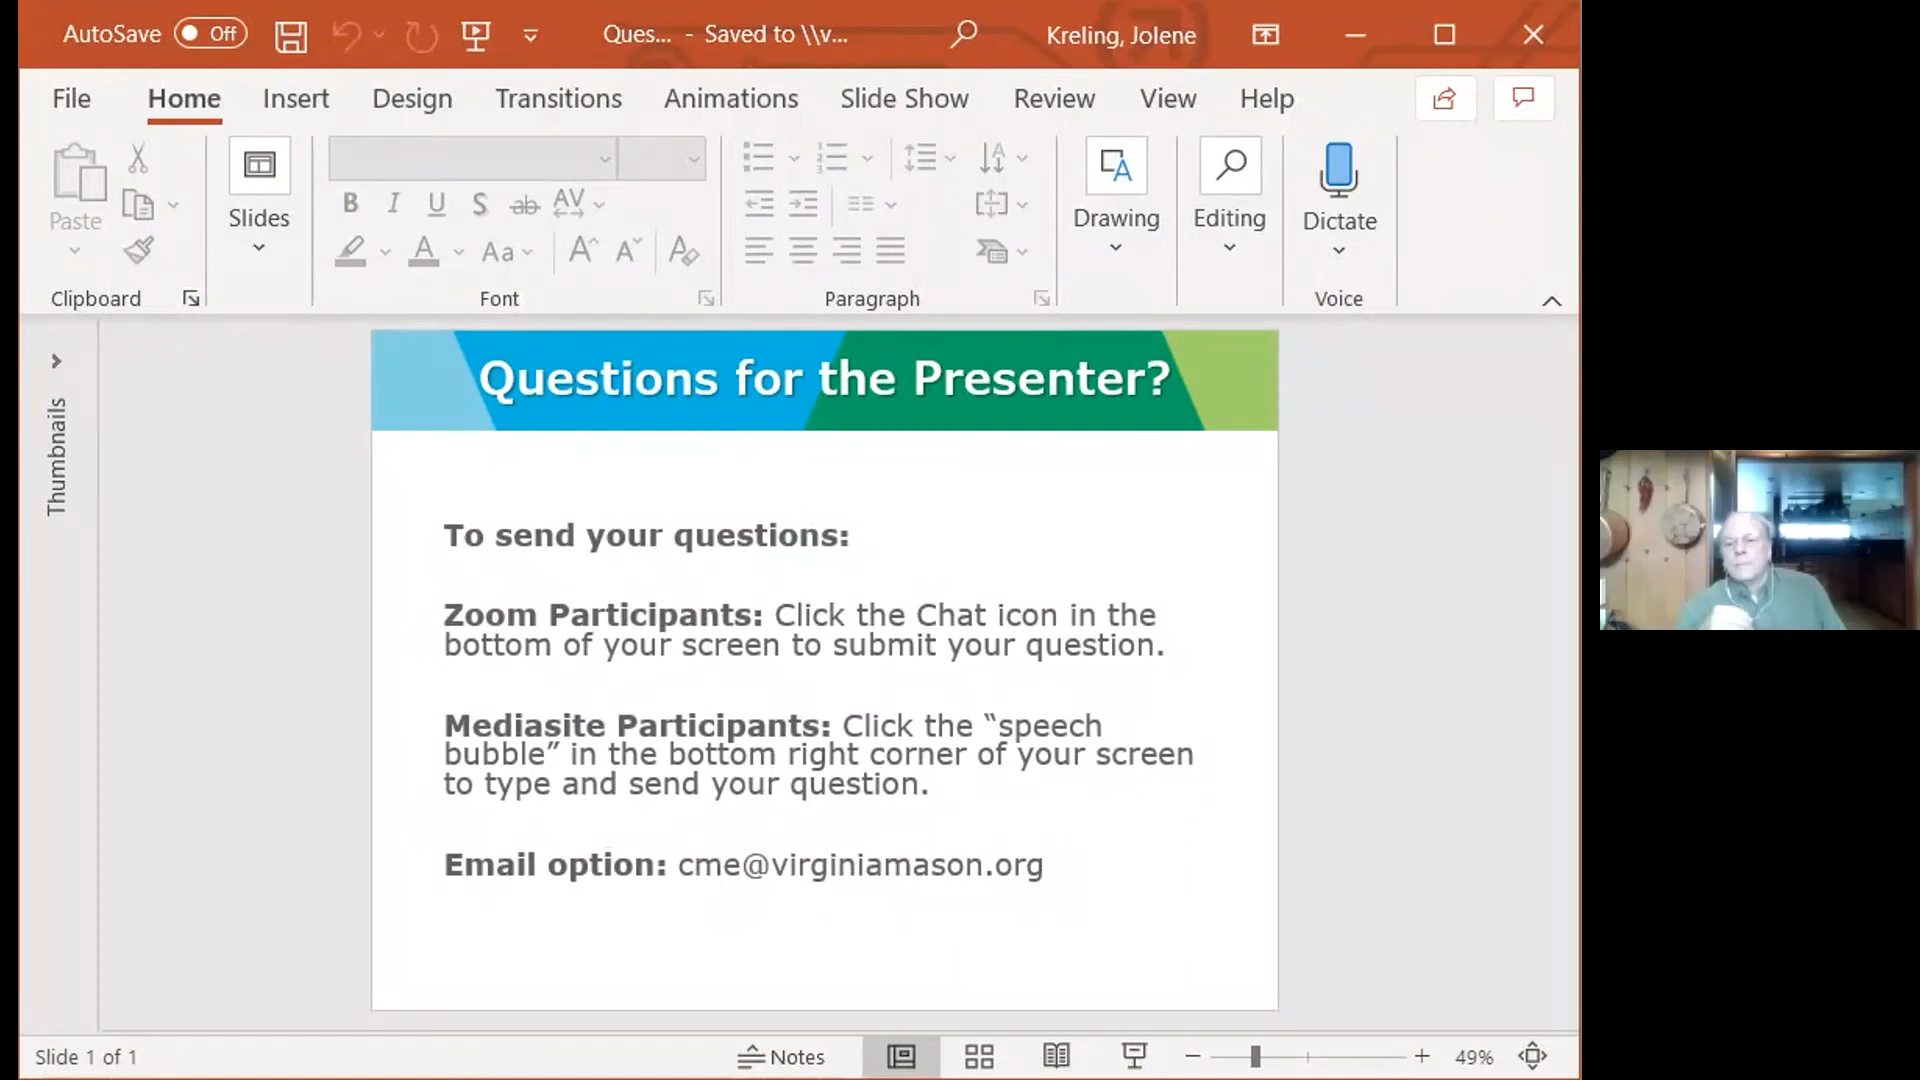 AutoSave Off Ques... - Saved to \\v... Kreling, Jolene
File Home Insert Design Transitions Animations Slide Show Review View Help
Paste
Slides
B I U S ab AV
A Aa A A A
Drawing
Editing
Dictate
Clipboard Font Paragraph Voice
Thumbnails
Questions for the Presenter?
To send your questions:
Zoom Participants: Click the Chat icon in the
bottom of your screen to submit your question.
Mediasite Participants: Click the “speech
bubble” in the bottom right corner of your screen
to type and send your question.
Email option: cme@virginiamason.org
Slide 1 of 1 Notes 49%